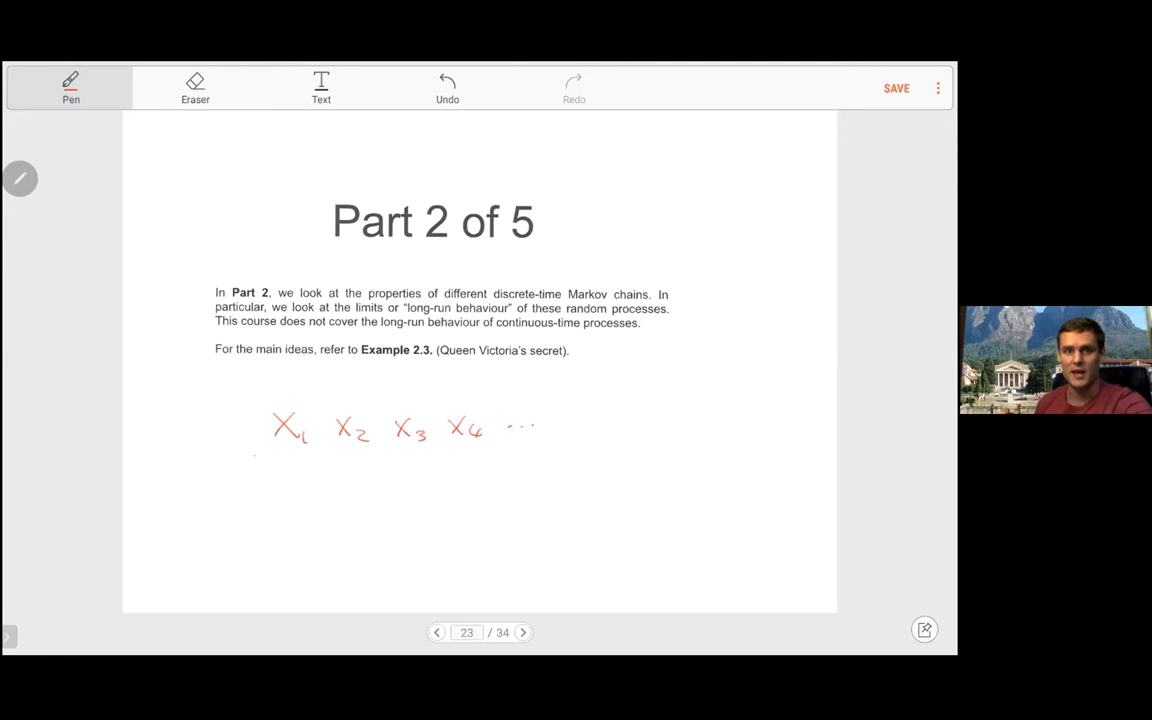 Pen
Eraser
Text
Undo
Redo
SAVE
Part 2 of 5
In Part 2, we look at the properties of different discrete-time Markov chains. In
particular, we look at the limits or “long-run behaviour” of these random processes.
This course does not cover the long-run behaviour of continuous-time processes.
For the main ideas, refer to Example 2.3. (Queen Victoria's secret).
X₁ X₂ X₃ X₄ ...
23 / 34